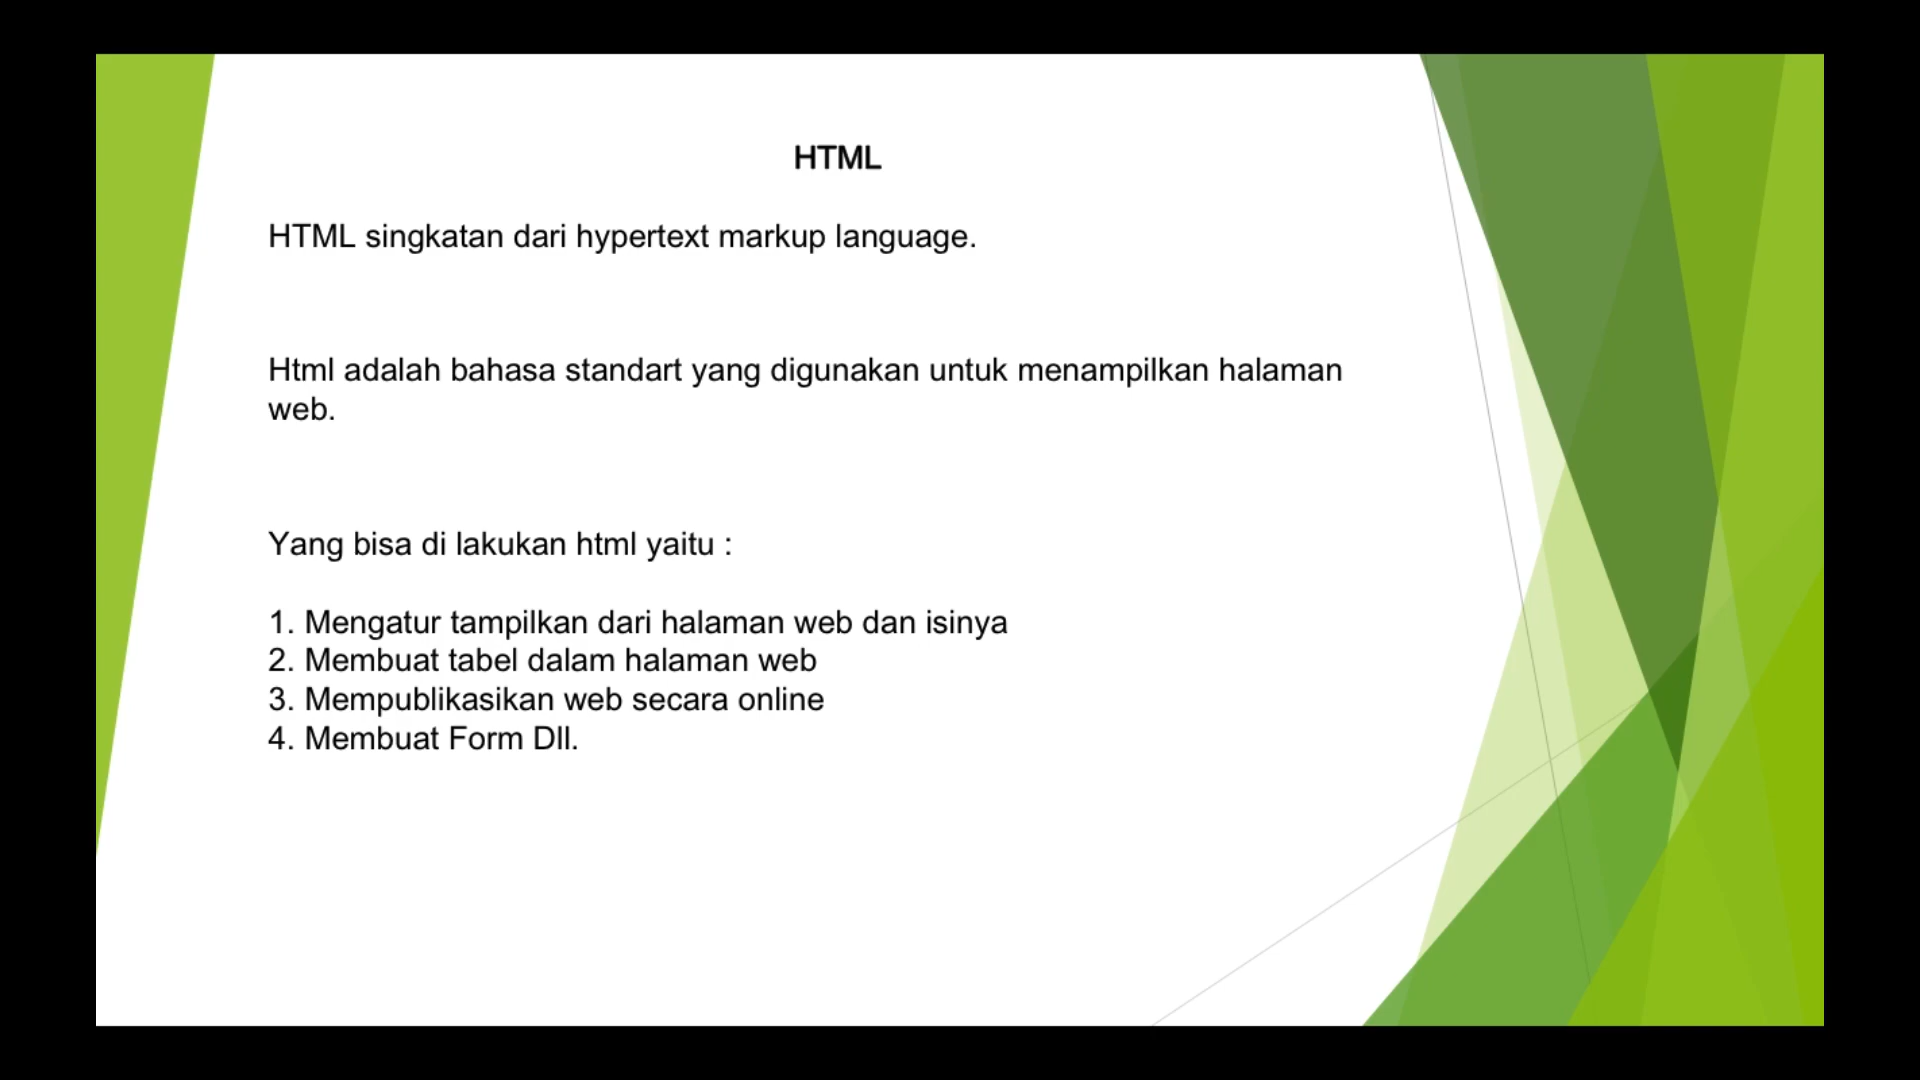 HTML
HTML singkatan dari hypertext markup language.
Html adalah bahasa standart yang digunakan untuk menampilkan halaman
web.
Yang bisa di lakukan html yaitu :
1. Mengatur tampilkan dari halaman web dan isinya
2. Membuat tabel dalam halaman web
3. Mempublikasikan web secara online
4. Membuat Form Dll.